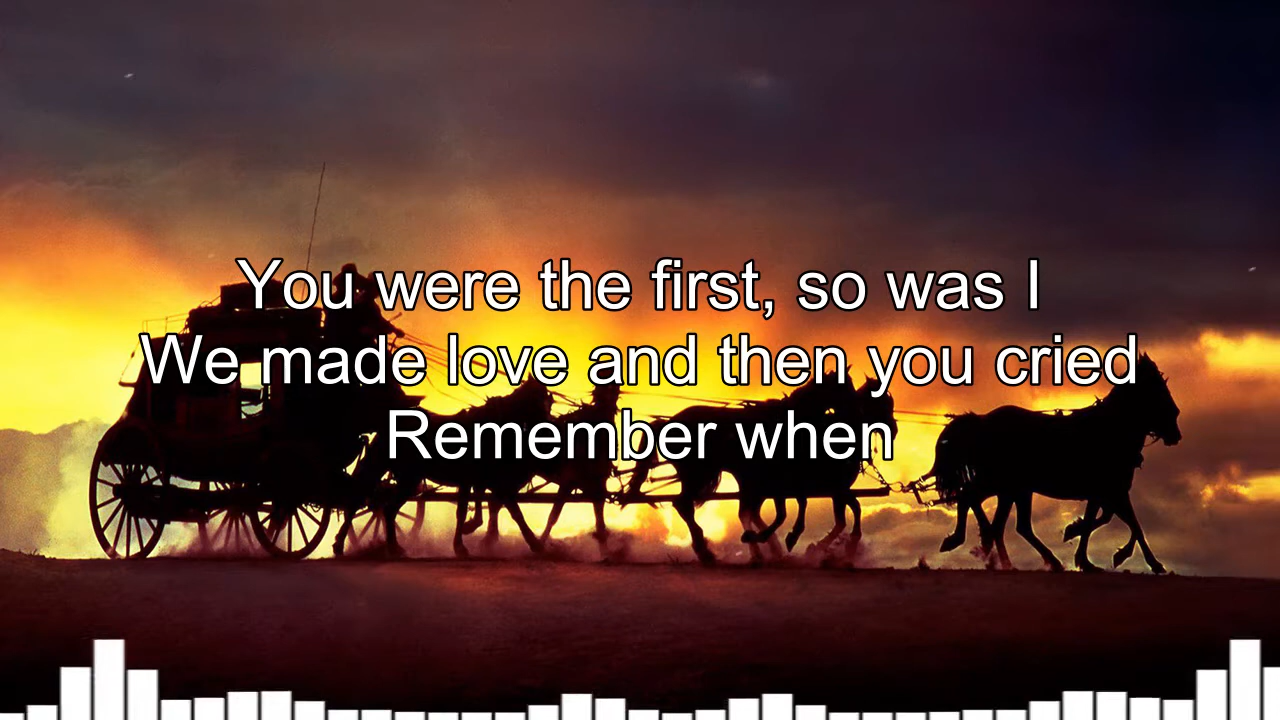 You were the first, so was I
We made love and then you cried
Remember when